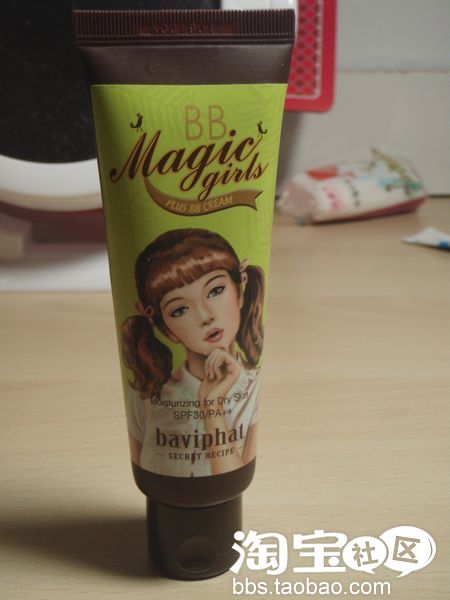 BB
Magic
girls
PLUS BB CREAM
Moisturizing for Dry Skin
SPF30/PA++
baviphat
SECRET RECIPE
淘宝社区
bbs.taobao.com